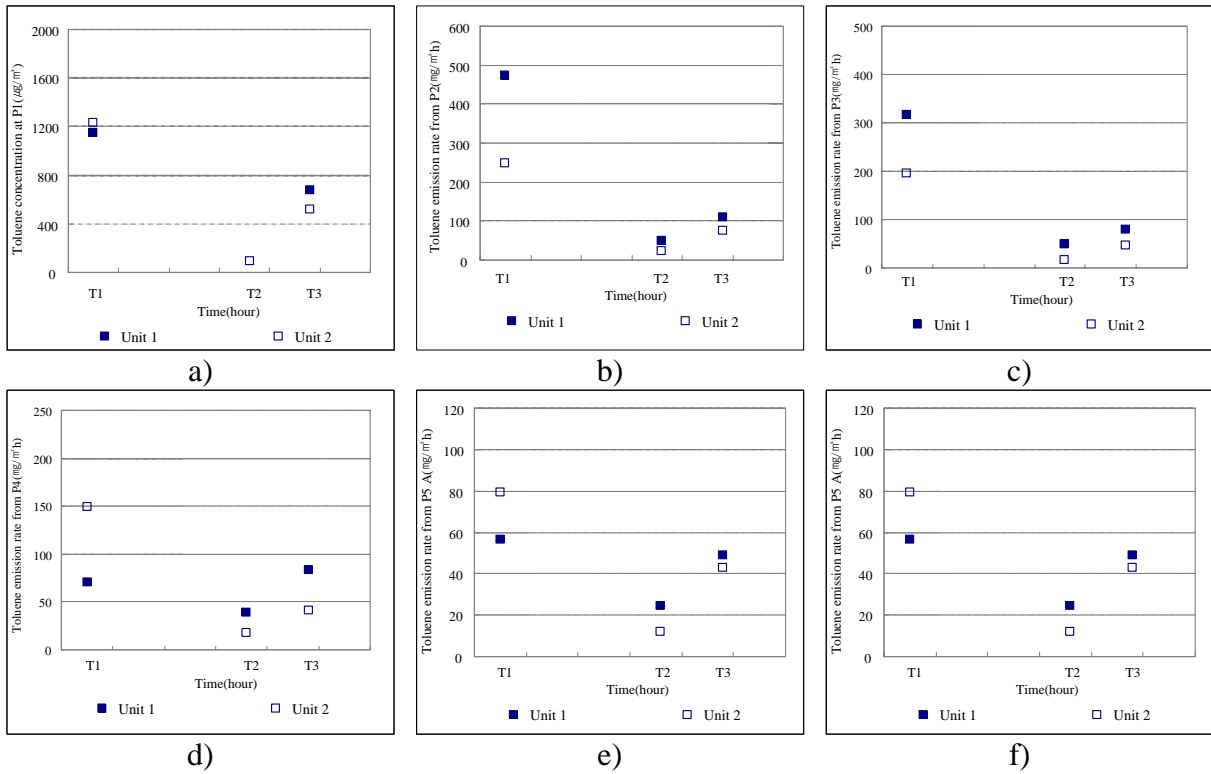 Toluene concentration at P1(㎍/㎥)
2000
1600
1200
800
400
0
T1 T2 T3
Time(hour)
Unit 1 Unit 2
a)
Toluene emission rate from P2(㎎/㎡h)
600
500
400
300
200
100
0
T1 T2 T3
Time(hour)
Unit 1 Unit 2
b)
Toluene emission rate from P3(㎎/㎡h)
500
400
300
200
100
0
T1 T2 T3
Time(hour)
Unit 1 Unit 2
c)
Toluene emission rate from P4(㎎/㎡h)
250
200
150
100
50
0
T1 T2 T3
Time(hour)
Unit 1 Unit 2
d)
Toluene emission rate from P5 A(㎎/㎡h)
120
100
80
60
40
20
0
T1 T2 T3
Time(hour)
Unit 1 Unit 2
e)
Toluene emission rate from P5 A(㎎/㎡h)
120
100
80
60
40
20
0
T1 T2 T3
Time(hour)
Unit 1 Unit 2
f)